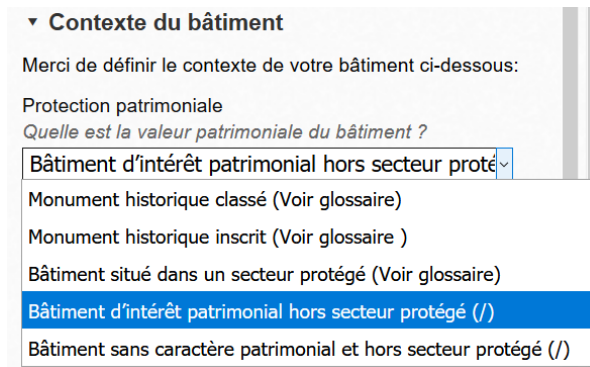 ▾ Contexte du bâtiment
Merci de définir le contexte de votre bâtiment ci-dessous:
Protection patrimoniale
Quelle est la valeur patrimoniale du bâtiment ?
Bâtiment d’intérêt patrimonial hors secteur proté
Monument historique classé (Voir glossaire)
Monument historique inscrit (Voir glossaire )
Bâtiment situé dans un secteur protégé (Voir glossaire)
Bâtiment d’intérêt patrimonial hors secteur protégé (/)
Bâtiment sans caractère patrimonial et hors secteur protégé (/)